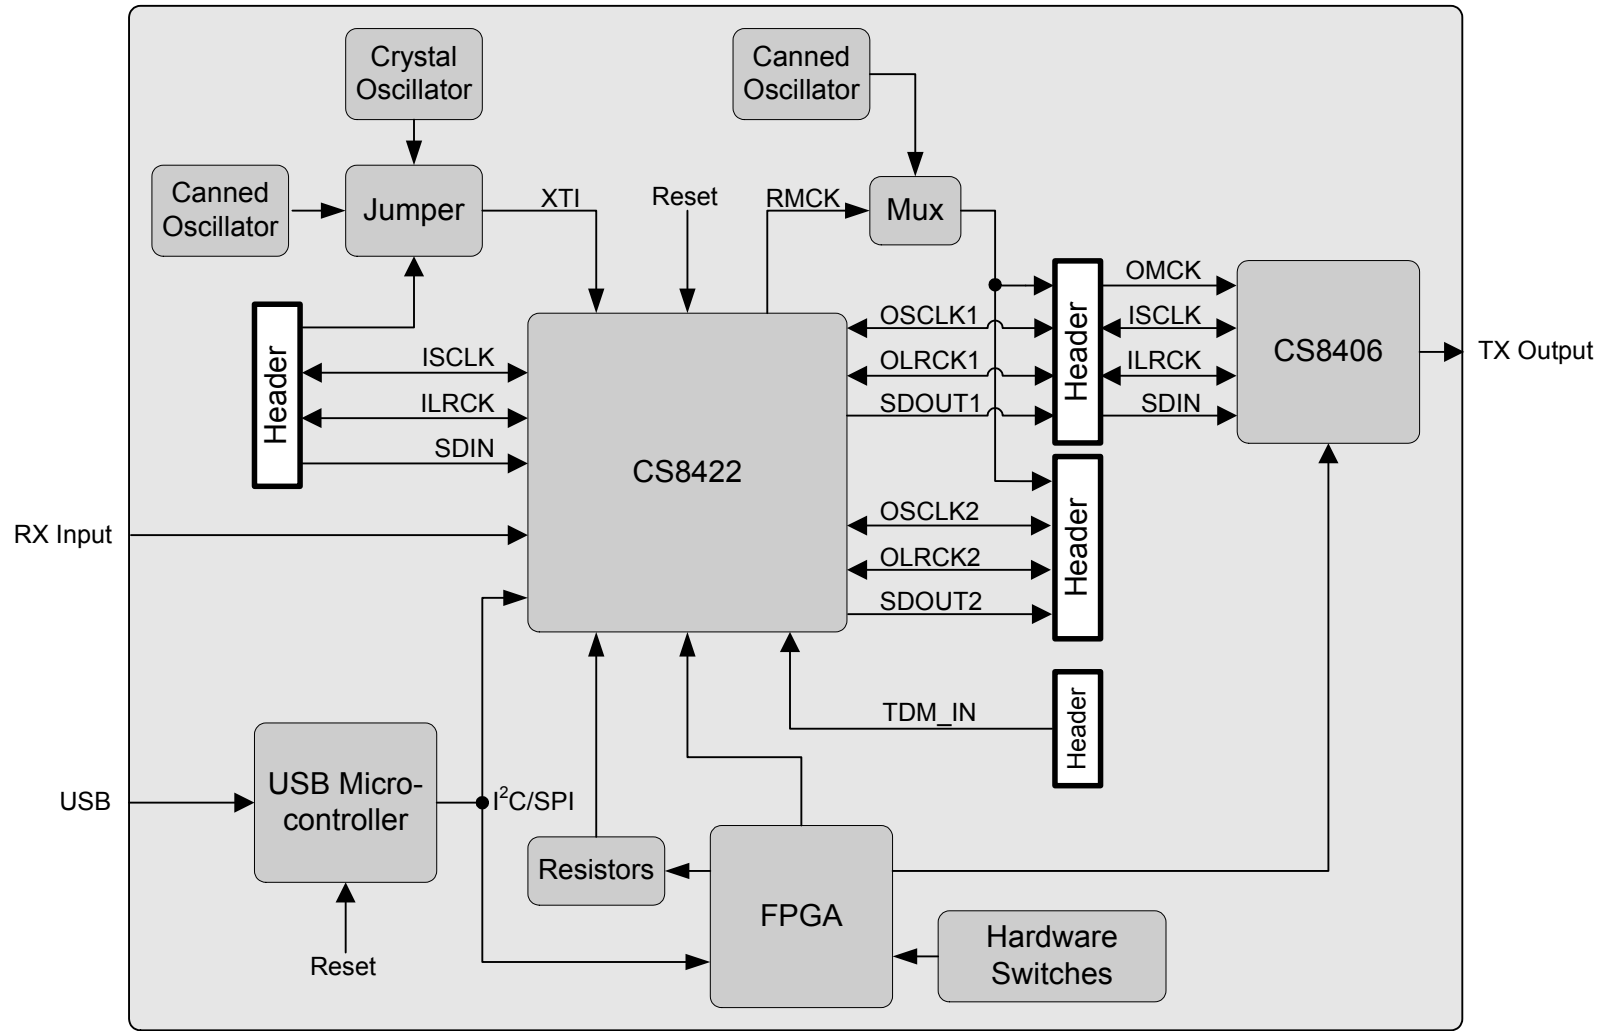 Crystal
Oscillator
Canned
Oscillator
Canned
Oscillator
Jumper
XTI
Reset
RMCK
Mux
Header
ISCLK
ILRCK
SDIN
CS8422
OSCLK1
OLRCK1
SDOUT1
Header
OMCK
ISCLK
ILRCK
SDIN
CS8406
TX Output
RX Input
OSCLK2
OLRCK2
SDOUT2
Header
TDM_IN
Header
USB
USB Micro-
controller
I²C/SPI
Reset
Resistors
FPGA
Hardware
Switches